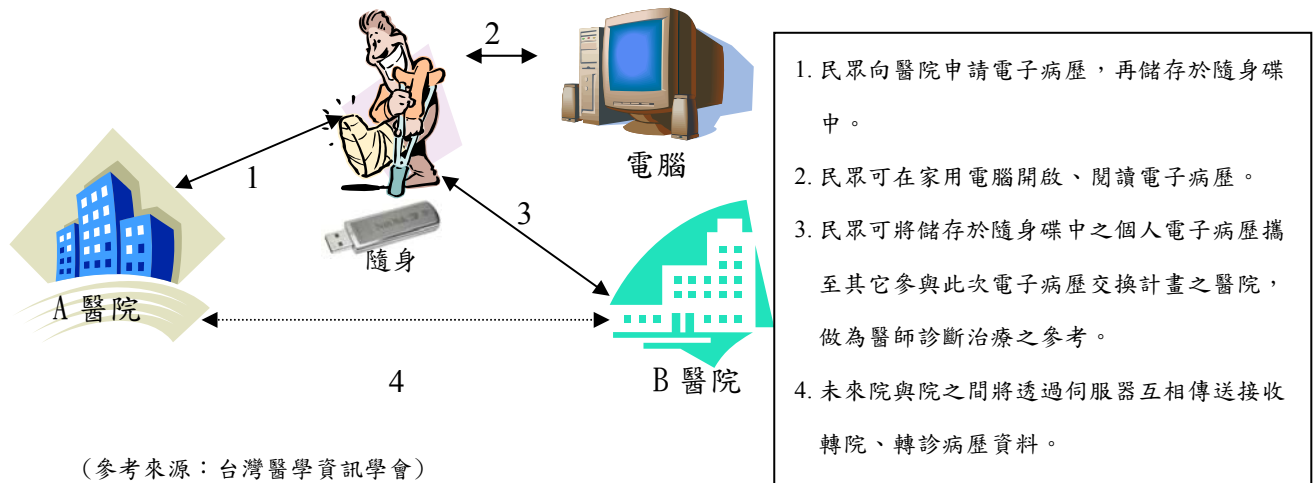 1
2
電腦
3
隨身
A 醫院
4
B 醫院
(參考來源：台灣醫學資訊學會)
1. 民眾向醫院申請電子病歷，再儲存於隨身碟
中。
2. 民眾可在家用電腦開啟、閱讀電子病歷。
3. 民眾可將儲存於隨身碟中之個人電子病歷攜
至其它參與此次電子病歷交換計畫之醫院，
做為醫師診斷治療之參考。
4. 未來院與院之間將透過伺服器互相傳送接收
轉院、轉診病歷資料。